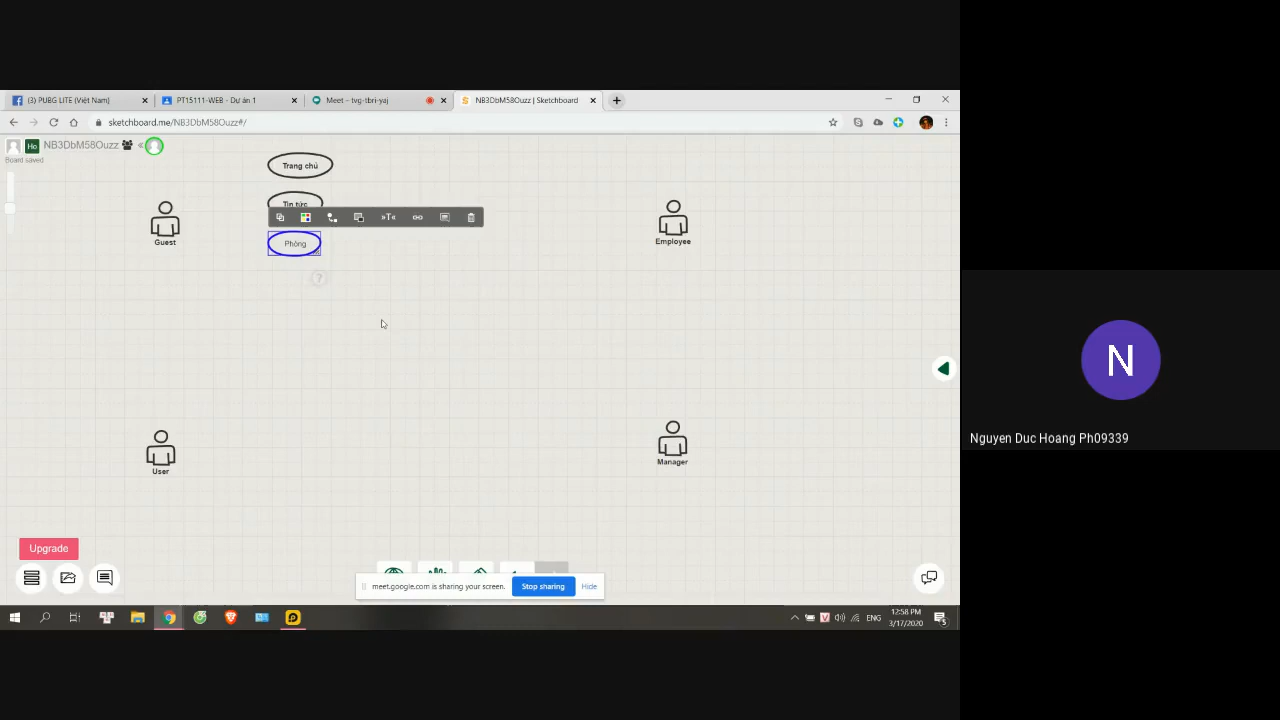 (3) PUBG LITE (Việt Nam)
PT15111-WEB - Dự án 1
Meet – tvg-tbri-yaj
NB3DbM58Ouzz | Sketchboard
sketchboard.me/NB3DbM58Ouzz#/
Ho
NB3DbM58Ouzz
Board saved
Trang chủ
Tin tức
»T«
Guest
Employee
Phòng
?
N
Nguyen Duc Hoang Ph09339
User
Manager
Upgrade
meet.google.com is sharing your screen.
Stop sharing
Hide
V
ENG
12:58 PM
3/17/2020
5